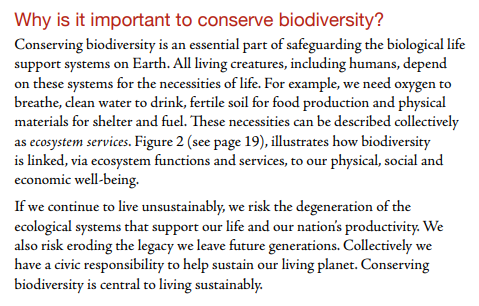 Why is it important to conserve biodiversity?
Conserving biodiversity is an essential part of safeguarding the biological life
support systems on Earth. All living creatures, including humans, depend
on these systems for the necessities of life. For example, we need oxygen to
breathe, clean water to drink, fertile soil for food production and physical
materials for shelter and fuel. These necessities can be described collectively
as ecosystem services. Figure 2 (see page 19), illustrates how biodiversity
is linked, via ecosystem functions and services, to our physical, social and
economic well-being.
If we continue to live unsustainably, we risk the degeneration of the
ecological systems that support our life and our nation's productivity. We
also risk eroding the legacy we leave future generations. Collectively we
have a civic responsibility to help sustain our living planet. Conserving
biodiversity is central to living sustainably.